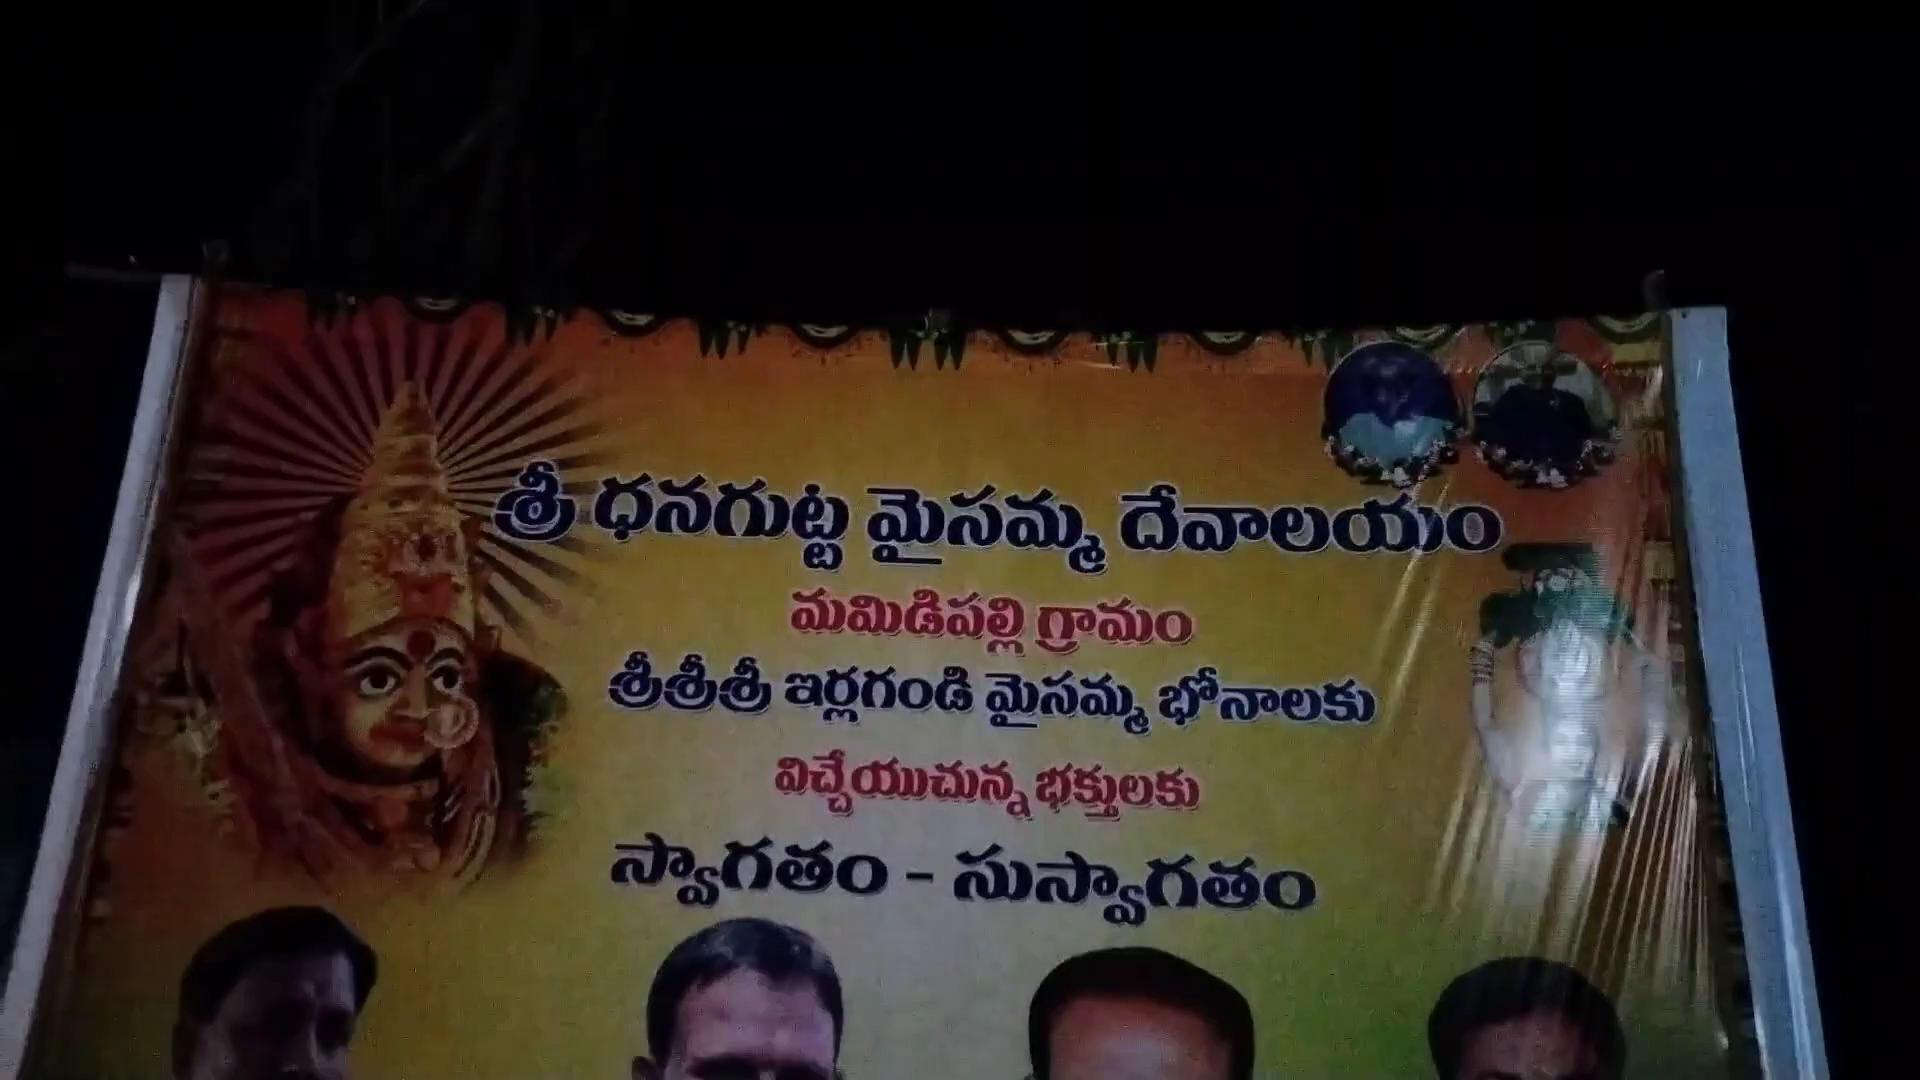 శ్రీ ధనగుట్ట మైసమ్మ దేవాలయం
మమిడిపల్లి గ్రామం
శ్రీశ్రీశ్రీ ఇర్లగండి మైసమ్మ భోనాలకు
విచ్చేయుచున్న భక్తులకు
స్వాగతం - సుస్వాగతం